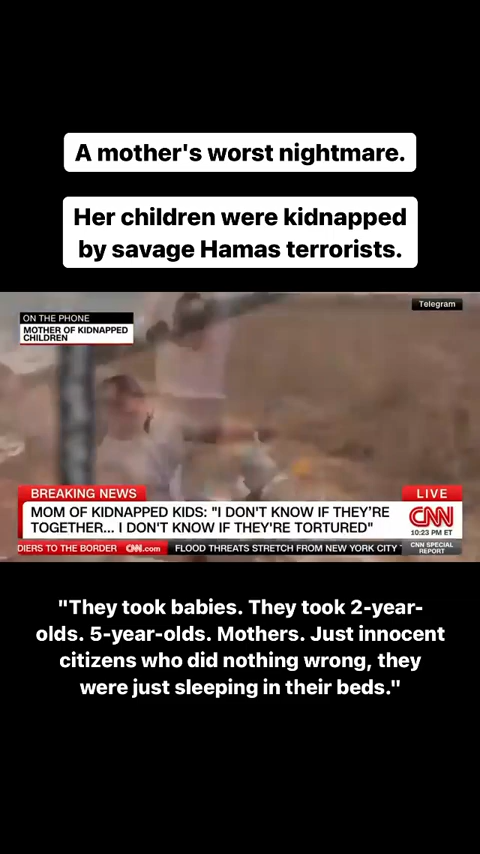 A mother's worst nightmare.
Her children were kidnapped
by savage Hamas terrorists.
Telegram
ON THE PHONE
MOTHER OF KIDNAPPED
CHILDREN
BREAKING NEWS
LIVE
MOM OF KIDNAPPED KIDS: "I DON'T KNOW IF THEY'RE
TOGETHER... I DON'T KNOW IF THEY'RE TORTURED"
CNN
10:23 PM ET
DIERS TO THE BORDER CNN.com FLOOD THREATS STRETCH FROM NEW YORK CITY
CNN SPECIAL
REPORT
"They took babies. They took 2-year-
olds. 5-year-olds. Mothers. Just innocent
citizens who did nothing wrong, they
were just sleeping in their beds."